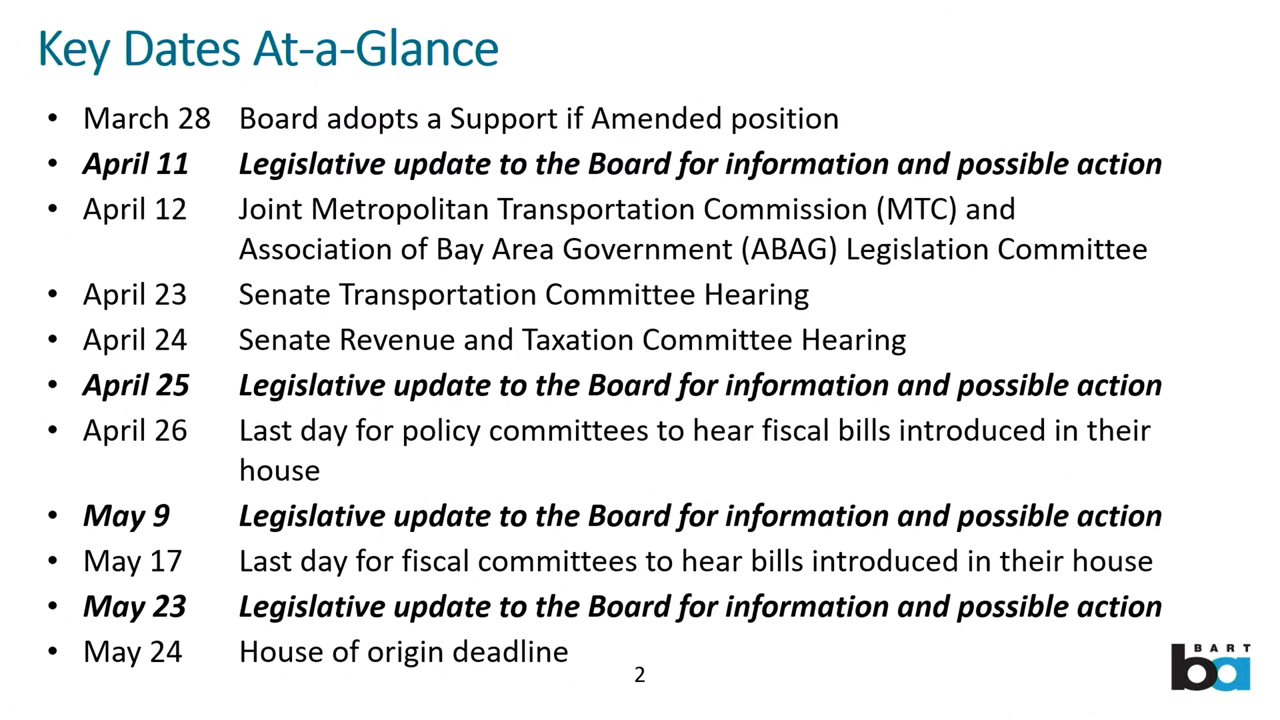 Key Dates At-a-Glance
• March 28 Board adopts a Support if Amended position
• April 11 Legislative update to the Board for information and possible action
• April 12 Joint Metropolitan Transportation Commission (MTC) and
Association of Bay Area Government (ABAG) Legislation Committee
• April 23 Senate Transportation Committee Hearing
• April 24 Senate Revenue and Taxation Committee Hearing
• April 25 Legislative update to the Board for information and possible action
• April 26 Last day for policy committees to hear fiscal bills introduced in their
house
• May 9 Legislative update to the Board for information and possible action
• May 17 Last day for fiscal committees to hear bills introduced in their house
• May 23 Legislative update to the Board for information and possible action
• May 24 House of origin deadline
2
BART
ba